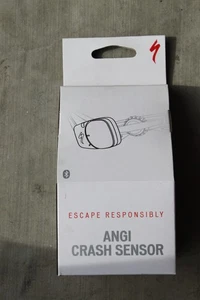 ESCAPE RESPONSIBLY
ANGI
CRASH SENSOR